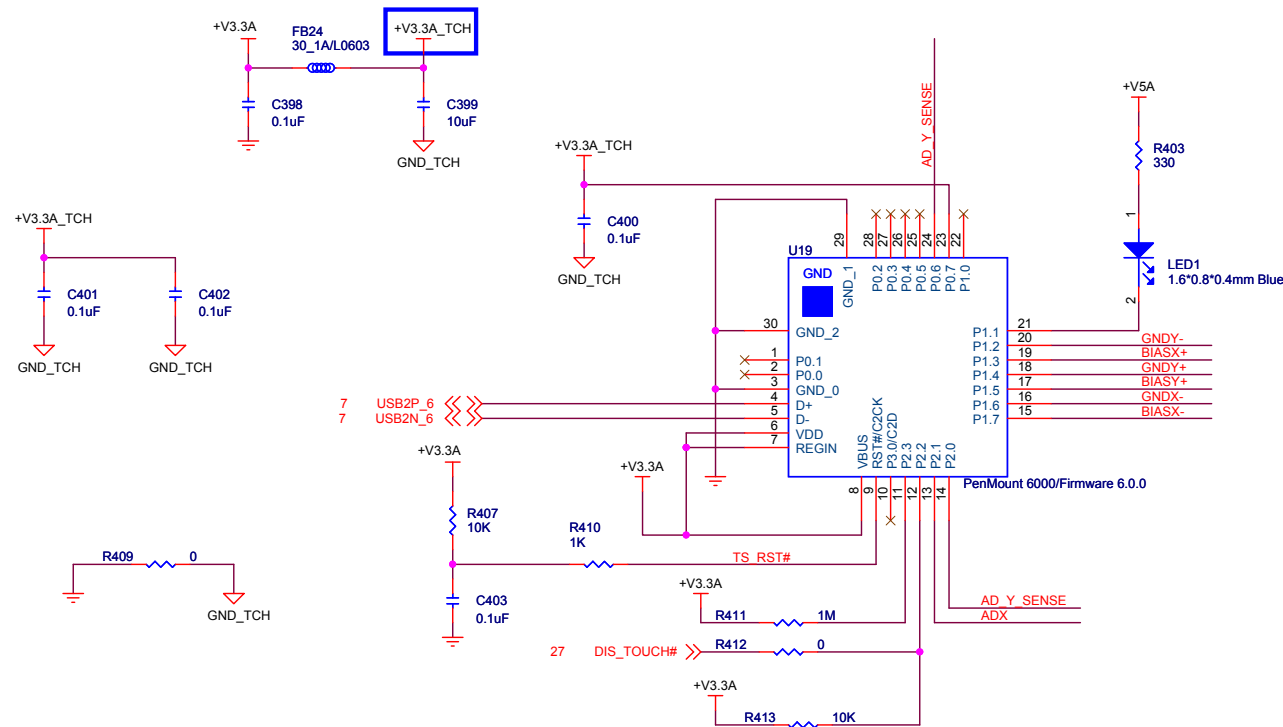 +V3.3A
FB24
30_1A/L0603
+V3.3A_TCH
C398
0.1uF
C399
10uF
GND_TCH
AD_Y_SENSE
+V5A
R403
330
1
LED1
1.6*0.8*0.4mm Blue
2
+V3.3A_TCH
C400
0.1uF
GND_TCH
+V3.3A_TCH
C401
0.1uF
C402
0.1uF
GND_TCH
GND_TCH
U19
GND
29
28
27
26
25
24
23
22
GND_1
P0.2
P0.3
P0.4
P0.5
P0.6
P0.7
P1.0
30 GND_2
1 P0.1
2 P0.0
3 GND_0
4 D+
5 D-
6 VDD
7 REGIN
7 USB2P_6
7 USB2N_6
P1.1 21
P1.2 20 GNDY-
P1.3 19 BIASX+
P1.4 18 GNDY+
P1.5 17 BIASY+
P1.6 16 GNDX-
P1.7 15 BIASX-
VBUS
RST#/C2CK
P3.0/C2D
P2.3
P2.2
P2.1
P2.0
8
9
10
11
12
13
14
PenMount 6000/Firmware 6.0.0
+V3.3A
+V3.3A
R407
10K
R410
1K
TS_RST#
C403
0.1uF
R409 0
GND_TCH
+V3.3A
R411 1M
27 DIS_TOUCH# R412 0
+V3.3A
R413 10K
AD_Y_SENSE
ADX